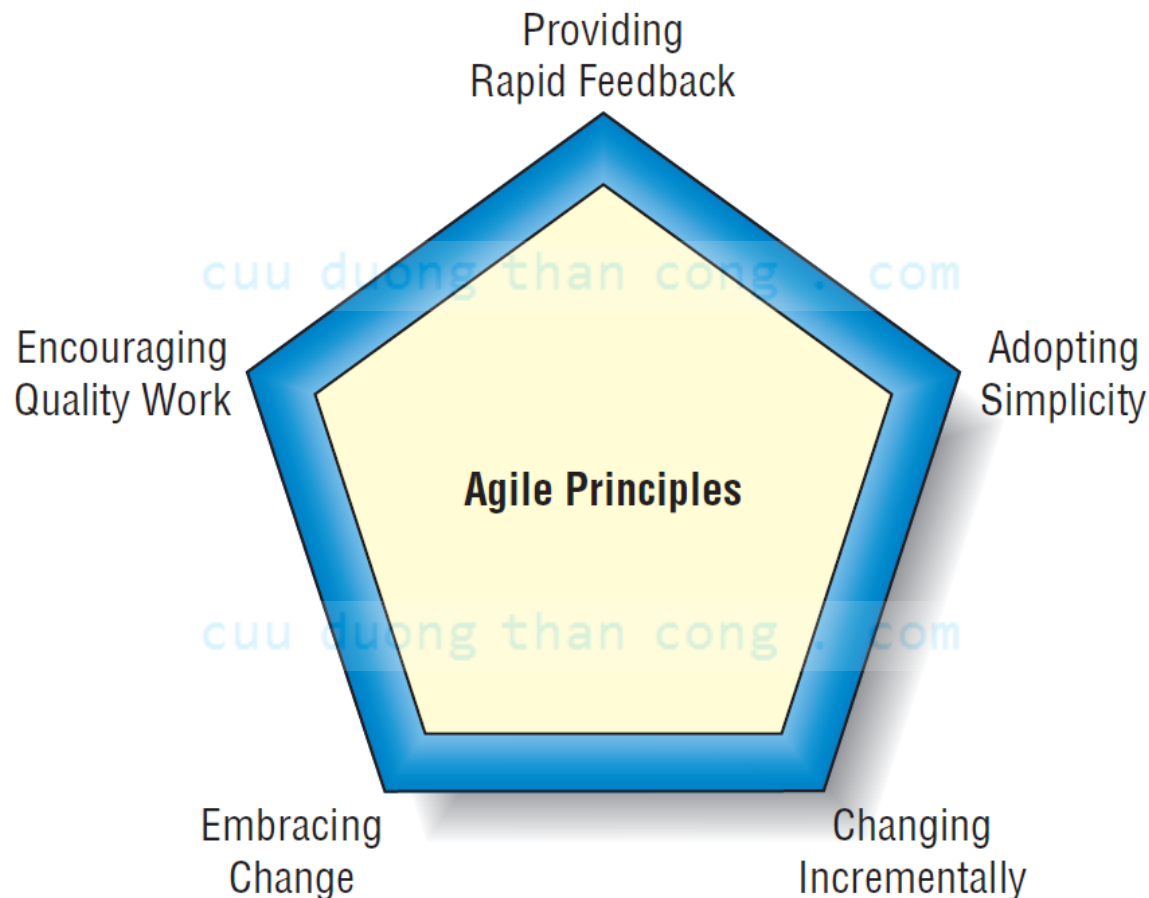 Providing
Rapid Feedback
cuu duong than cong . com
Encouraging
Quality Work
Adopting
Simplicity
Agile Principles
cuu duong than cong . com
Embracing
Change
Changing
Incrementally